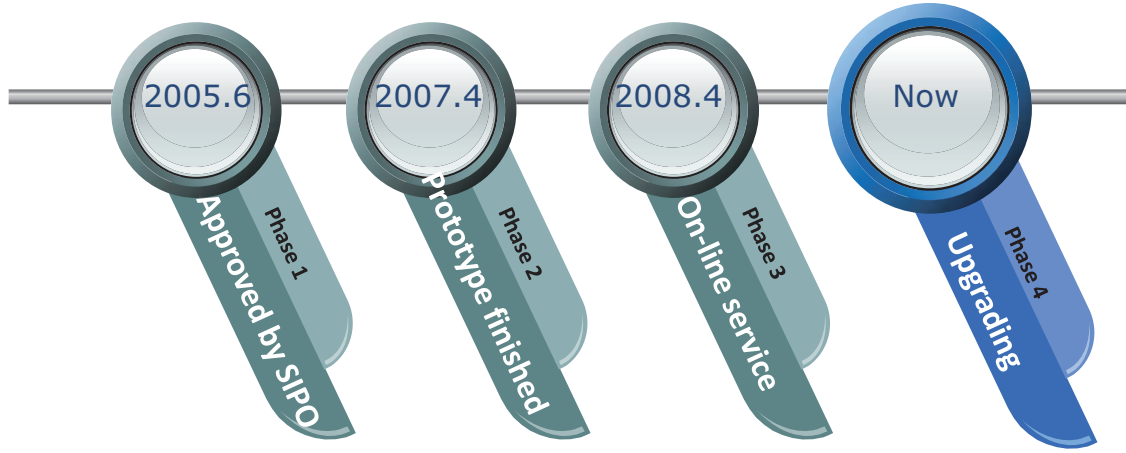 2005.6
Approved by SIPO
Phase 1
2007.4
Prototype finished
Phase 2
2008.4
On-line service
Phase 3
Now
Upgrading
Phase 4